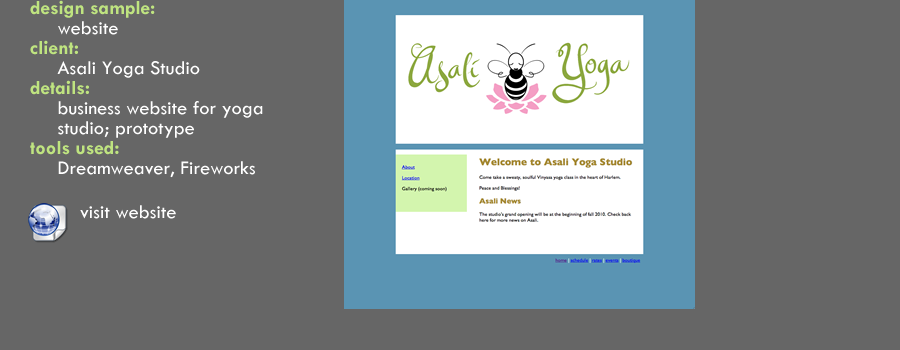 design sample:
website
client:
Asali Yoga Studio
details:
business website for yoga
studio; prototype
tools used:
Dreamweaver, Fireworks
visit website
Asali Yoga
About
Location
Gallery (coming soon)
Welcome to Asali Yoga Studio
Come take a sweaty, soulful Vinyasa yoga class in the heart of Harlem.
Peace and Blessings!
Asali News
The studio's grand opening will be at the beginning of fall 2010. Check back
here for more news on Asali.
home | schedule | rates | events | boutique